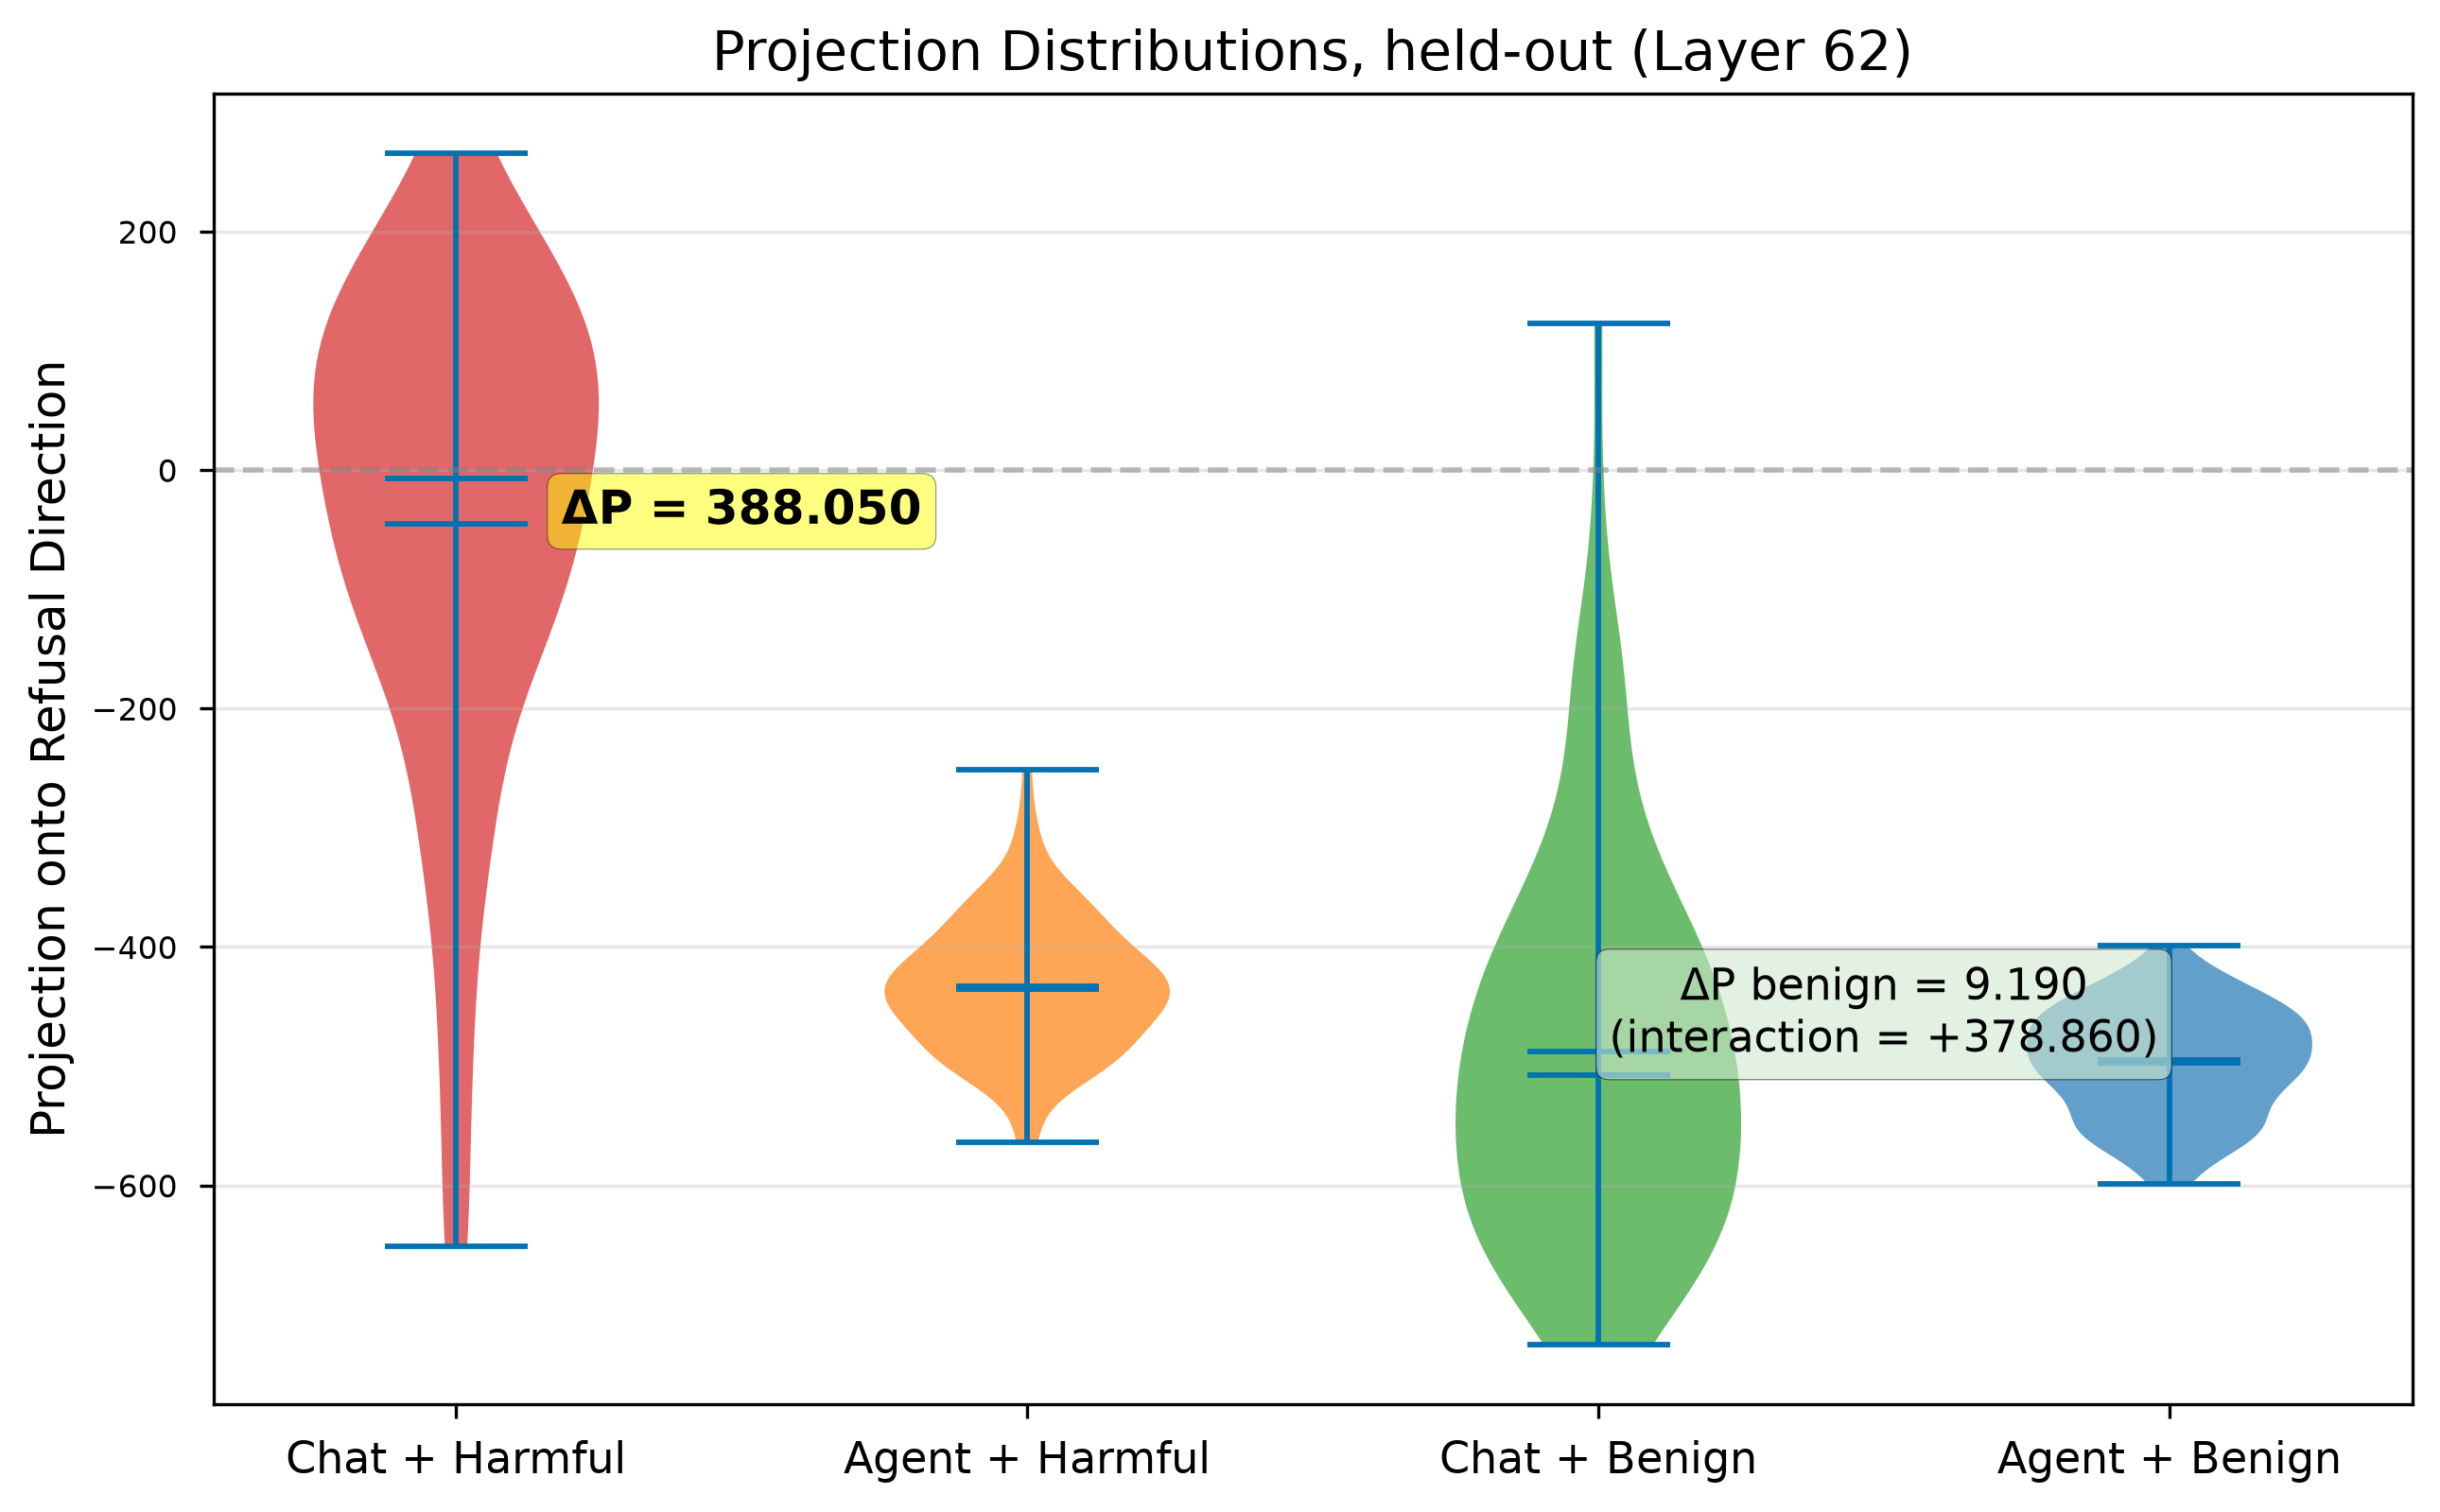 Projection Distributions, held-out (Layer 62)
Projection onto Refusal Direction
200
0
−200
−400
−600
ΔP = 388.050
ΔP benign = 9.190
(interaction = +378.860)
Chat + Harmful
Agent + Harmful
Chat + Benign
Agent + Benign